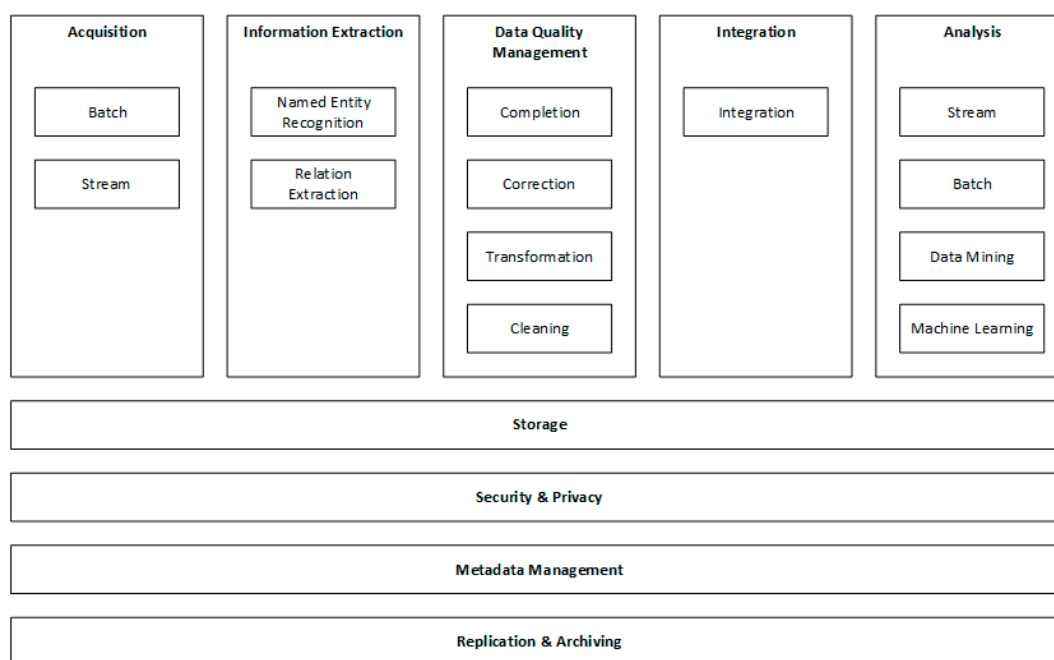 Acquisition
Batch
Stream
Information Extraction
Named Entity
Recognition
Relation
Extraction
Data Quality
Management
Completion
Correction
Transformation
Cleaning
Integration
Integration
Analysis
Stream
Batch
Data Mining
Machine Learning
Storage
Security & Privacy
Metadata Management
Replication & Archiving